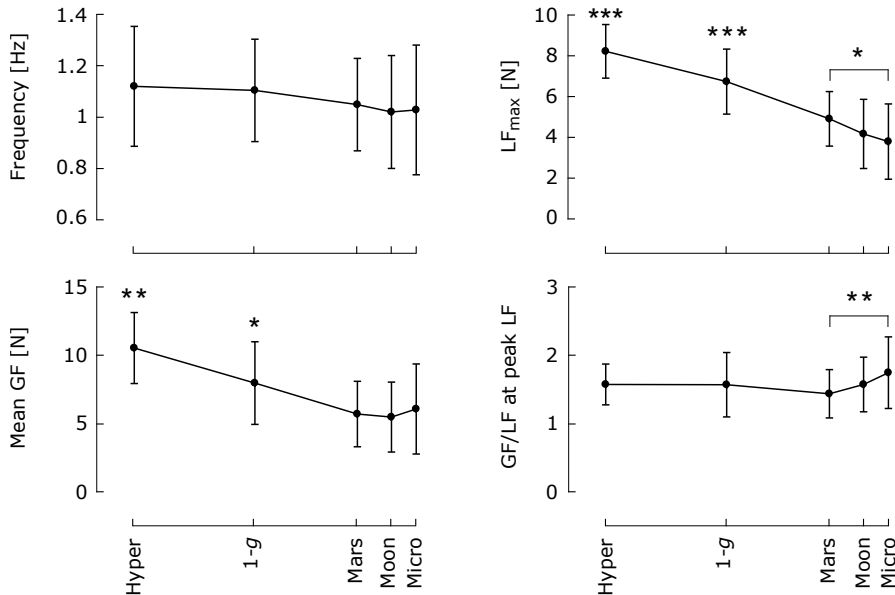 Frequency [Hz]
1.4
1.2
1
0.8
0.6
LFmax [N]
10
8
6
4
2
0
***
***
*
Mean GF [N]
15
10
5
0
**
*
Hyper
1-g
Mars
Moon
Micro
GF/LF at peak LF
3
2
1
0
**
Hyper
1-g
Mars
Moon
Micro